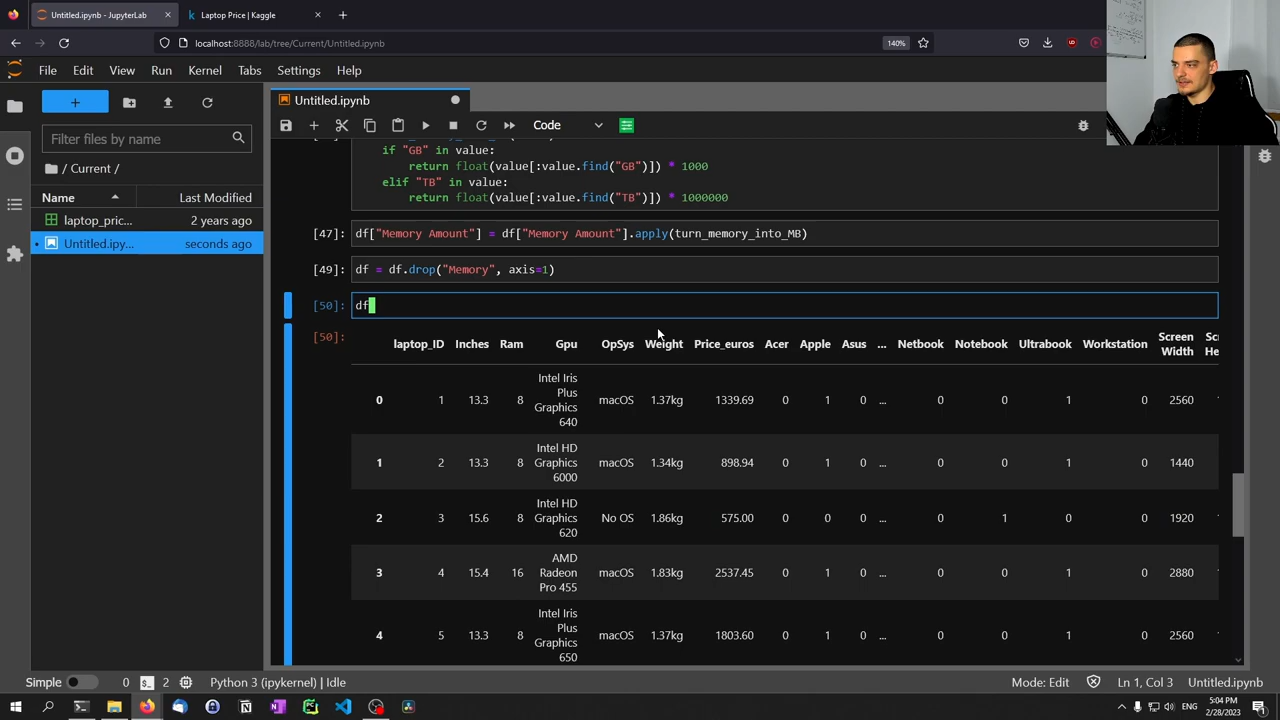 Untitled.ipynb - JupyterLab
Laptop Price | Kaggle
localhost:8888/lab/tree/Current/Untitled.ipynb
140%
File Edit View Run Kernel Tabs Settings Help
Untitled.ipynb
Code
Filter files by name
/ Current /
Name Last Modified
laptop_pric... 2 years ago
Untitled.ipy... seconds ago
if "GB" in value:
return float(value[:value.find("GB")]) * 1000
elif "TB" in value:
return float(value[:value.find("TB")]) * 1000000
[47]: df["Memory Amount"] = df["Memory Amount"].apply(turn_memory_into_MB)
[49]: df = df.drop("Memory", axis=1)
[50]: df
[50]:
laptop_ID Inches Ram Gpu OpSys Weight Price_euros Acer Apple Asus ... Netbook Notebook Ultrabook Workstation Screen Width Sc He
0 1 13.3 8 Intel Iris Plus Graphics 640 macOS 1.37kg 1339.69 0 1 0 ... 0 0 1 0 2560
1 2 13.3 8 Intel HD Graphics 6000 macOS 1.34kg 898.94 0 1 0 ... 0 0 1 0 1440
2 3 15.6 8 Intel HD Graphics 620 No OS 1.86kg 575.00 0 0 0 ... 0 1 0 0 1920
3 4 15.4 16 AMD Radeon Pro 455 macOS 1.83kg 2537.45 0 1 0 ... 0 0 1 0 2880
4 5 13.3 8 Intel Iris Plus Graphics 650 macOS 1.37kg 1803.60 0 1 0 ... 0 0 1 0 2560
Simple 0 2 Python 3 (ipykernel) | Idle Mode: Edit Ln 1, Col 3 Untitled.ipynb
ENG
5:04 PM
2/28/2023